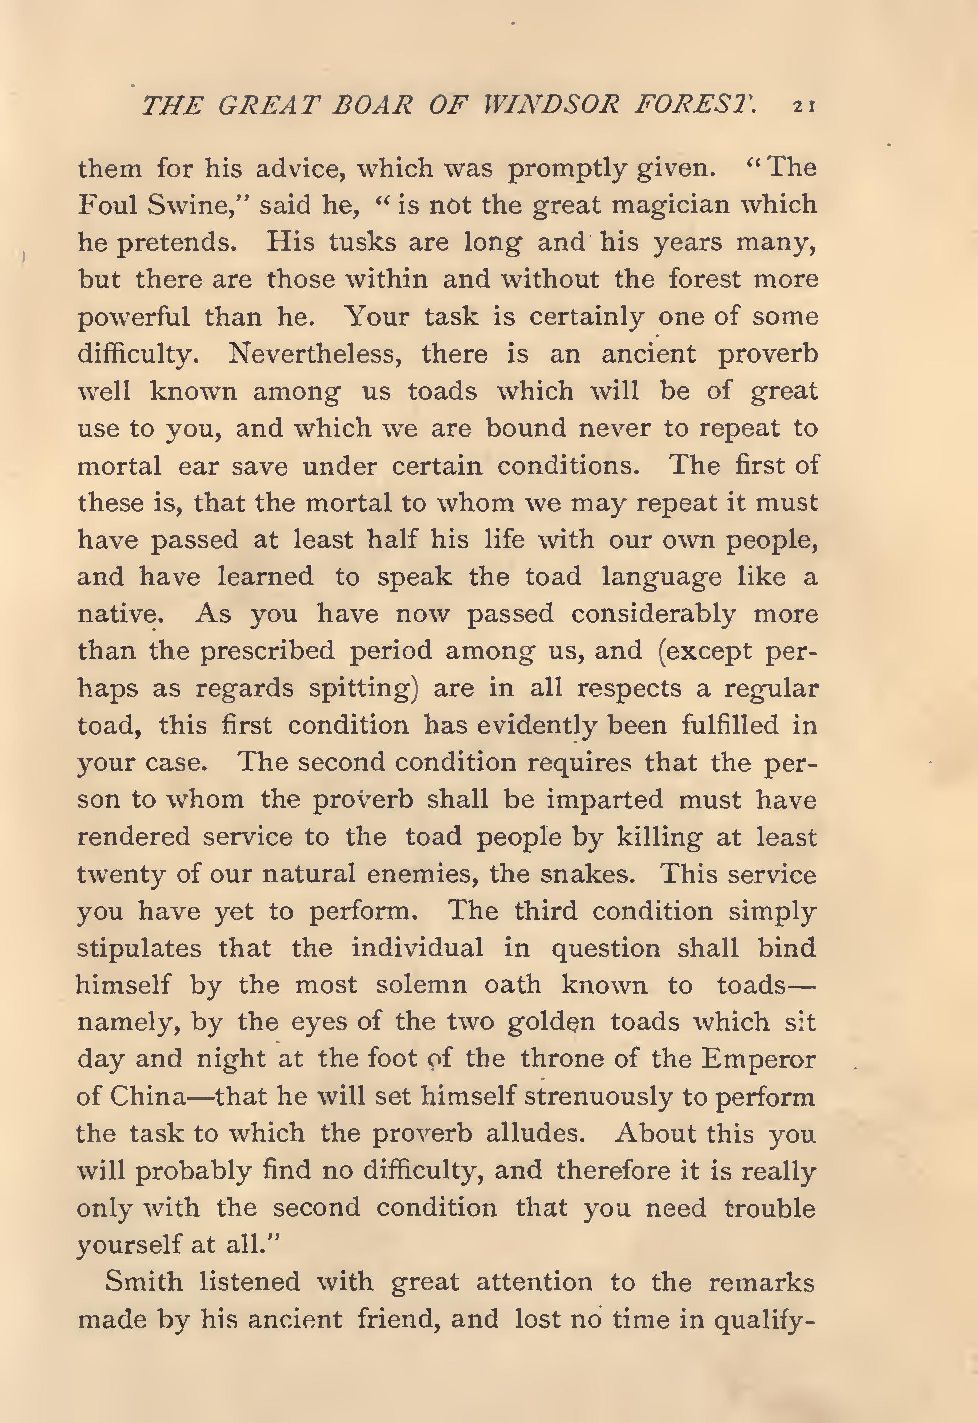 THE GREAT BOAR OF WINDSOR FOREST. 21
them for his advice, which was promptly given. “The
Foul Swine,” said he, “is not the great magician which
he pretends. His tusks are long and his years many,
but there are those within and without the forest more
powerful than he. Your task is certainly one of some
difficulty. Nevertheless, there is an ancient proverb
well known among us toads which will be of great
use to you, and which we are bound never to repeat to
mortal ear save under certain conditions. The first of
these is, that the mortal to whom we may repeat it must
have passed at least half his life with our own people,
and have learned to speak the toad language like a
native. As you have now passed considerably more
than the prescribed period among us, and (except per-
haps as regards spitting) are in all respects a regular
toad, this first condition has evidently been fulfilled in
your case. The second condition requires that the per-
son to whom the proverb shall be imparted must have
rendered service to the toad people by killing at least
twenty of our natural enemies, the snakes. This service
you have yet to perform. The third condition simply
stipulates that the individual in question shall bind
himself by the most solemn oath known to toads—
namely, by the eyes of the two golden toads which sit
day and night at the foot of the throne of the Emperor
of China—that he will set himself strenuously to perform
the task to which the proverb alludes. About this you
will probably find no difficulty, and therefore it is really
only with the second condition that you need trouble
yourself at all.”
Smith listened with great attention to the remarks
made by his ancient friend, and lost no time in qualify-